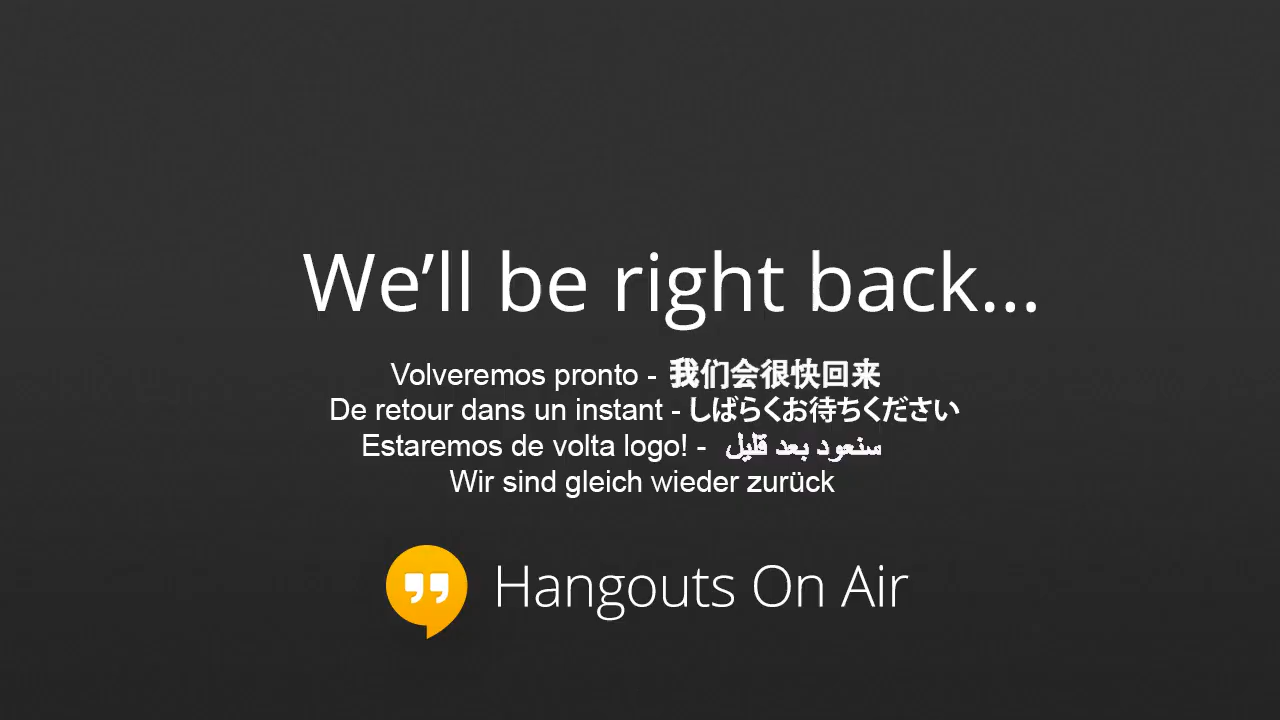 We'll be right back...
Volveremos pronto - 我们会很快回来
De retour dans un instant - しばらくお待ちください
Estaremos de volta logo! - سنعود بعد قليل
Wir sind gleich wieder zurück
Hangouts On Air